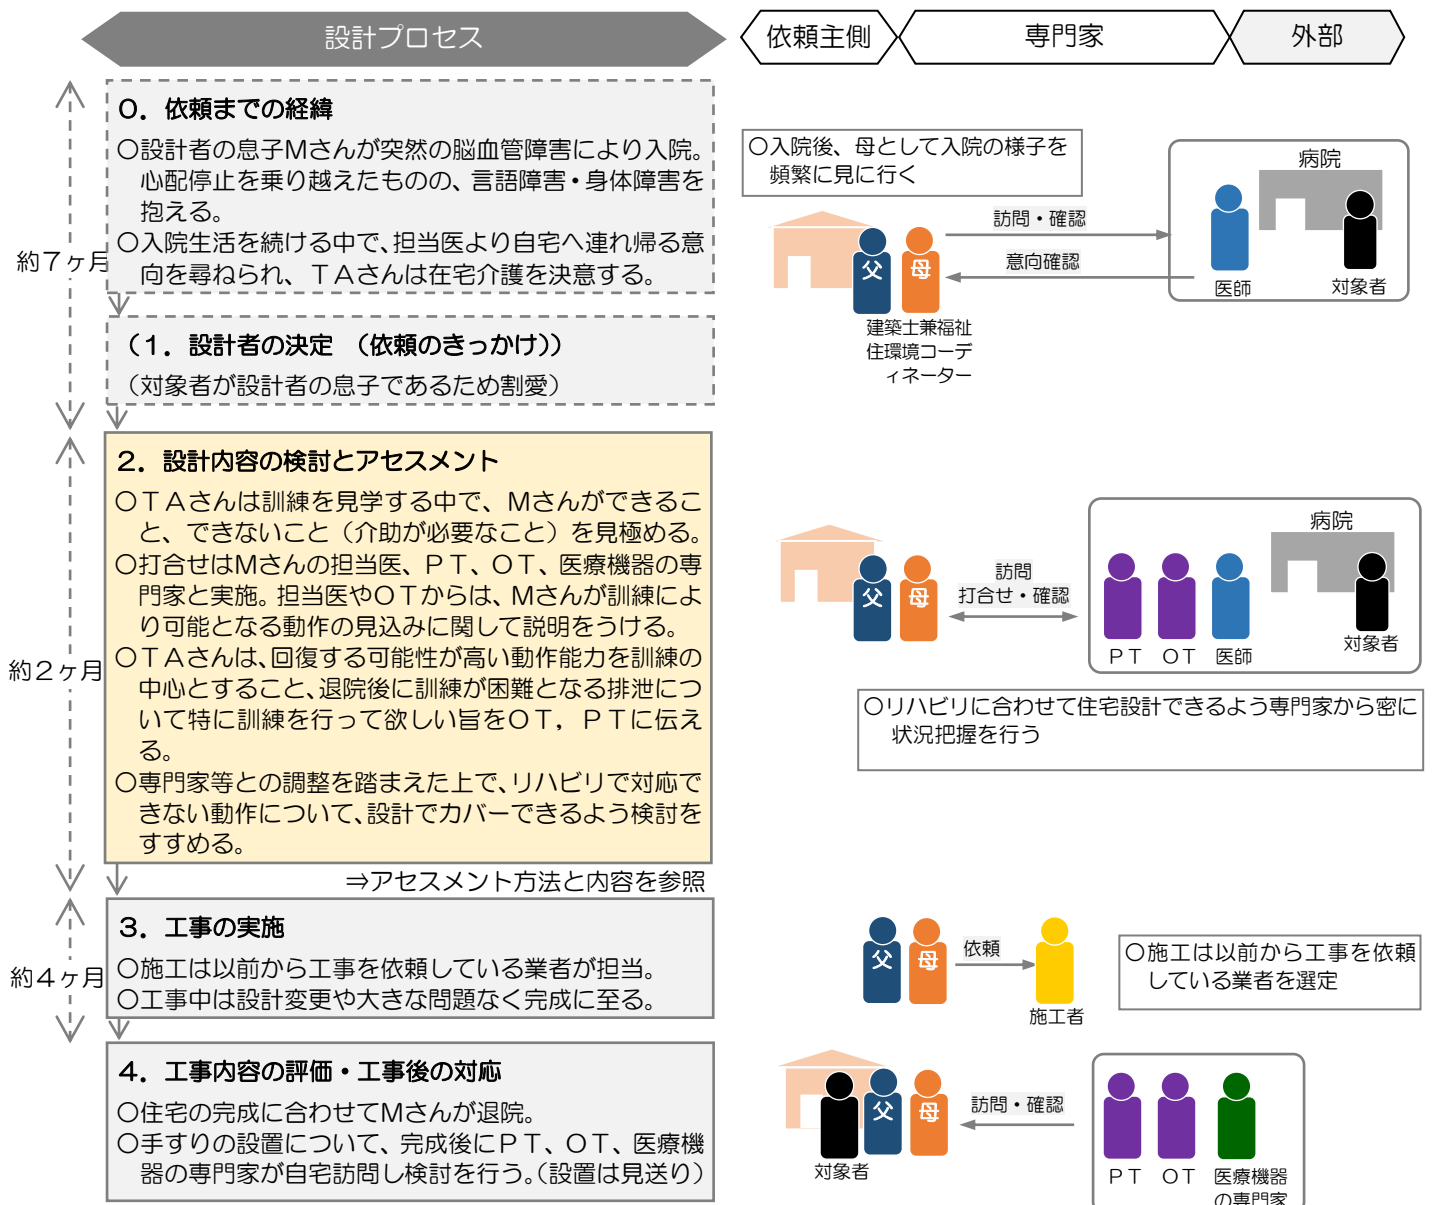 設計プロセス
依頼主側
専門家
外部
約7ヶ月
0．依頼までの経緯
○設計者の息子Mさんが突然の脳血管障害により入院。
心配停止を乗り越えたものの、言語障害・身体障害を
抱える。
○入院生活を続ける中で、担当医より自宅へ連れ帰る意
向を尋ねられ、ＴＡさんは在宅介護を決意する。
（1．設計者の決定　（依頼のきっかけ））
（対象者が設計者の息子であるため割愛）
○入院後、母として入院の様子を
頻繁に見に行く
父
母
建築士兼福祉
住環境コーデ
ィネーター
訪問・確認
意向確認
病院
医師
対象者
約2ヶ月
2．設計内容の検討とアセスメント
○ＴＡさんは訓練を見学する中で、Mさんができるこ
と、できないこと（介助が必要なこと）を見極める。
○打合せはMさんの担当医、ＰＴ、ＯＴ、医療機器の専
門家と実施。担当医やＯＴからは、Mさんが訓練によ
り可能となる動作の見込みに関して説明をうける。
○ＴＡさんは、回復する可能性が高い動作能力を訓練の
中心とすること、退院後に訓練が困難となる排泄につ
いて特に訓練を行って欲しい旨をＯＴ，ＰＴに伝え
る。
○専門家等との調整を踏まえた上で、リハビリで対応で
きない動作について、設計でカバーできるよう検討を
すすめる。
⇒アセスメント方法と内容を参照
父
母
訪問
打合せ・確認
病院
ＰＴ
ＯＴ
医師
対象者
○リハビリに合わせて住宅設計できるよう専門家から密に
状況把握を行う
約4ヶ月
3．工事の実施
○施工は以前から工事を依頼している業者が担当。
○工事中は設計変更や大きな問題なく完成に至る。
父
母
依頼
施工者
○施工は以前から工事を依頼
している業者を選定
4．工事内容の評価・工事後の対応
○住宅の完成に合わせてMさんが退院。
○手すりの設置について、完成後にＰＴ、ＯＴ、医療機
器の専門家が自宅訪問し検討を行う。（設置は見送り）
対象者
父
母
訪問・確認
ＰＴ
ＯＴ
医療機器
の専門家